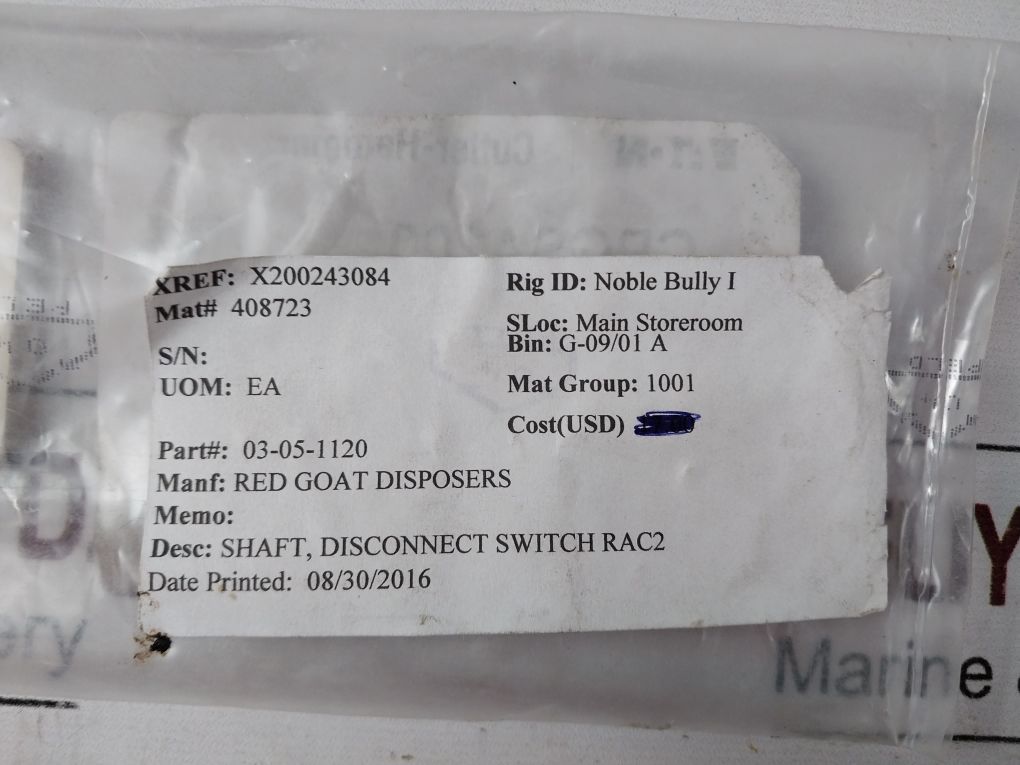 XREF: X200243084
Mat# 408723
S/N:
UOM: EA
Part#: 03-05-1120
Manf: RED GOAT DISPOSERS
Memo:
Desc: SHAFT, DISCONNECT SWITCH RAC2
Date Printed: 08/30/2016
Rig ID: Noble Bully I
SLoc: Main Storeroom
Bin: G-09/01 A
Mat Group: 1001
Cost(USD)
Cutler-Hammer
Marine